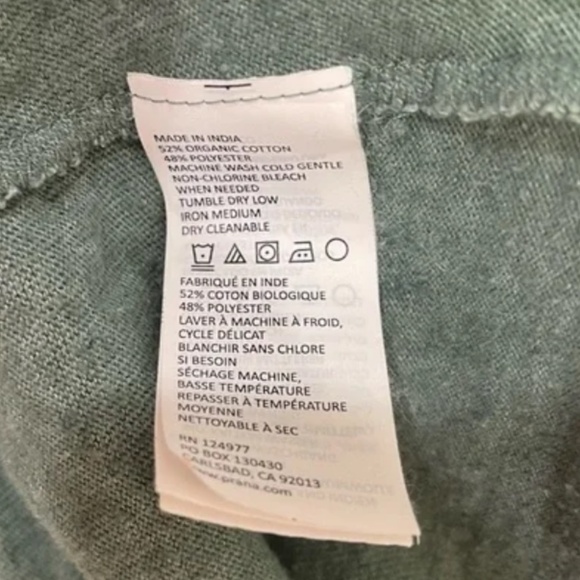 MADE IN INDIA
52% ORGANIC COTTON
48% POLYESTER
MACHINE WASH COLD GENTLE
NON-CHLORINE BLEACH
WHEN NEEDED
TUMBLE DRY LOW
IRON MEDIUM
DRY CLEANABLE
FABRIQUÉ EN INDE
52% COTON BIOLOGIQUE
48% POLYESTER
LAVER À MACHINE À FROID,
CYCLE DÉLICAT
BLANCHIR SANS CHLORE
SI BESOIN
SÉCHAGE MACHINE,
BASSE TEMPÉRATURE
REPASSER À TEMPÉRATURE
MOYENNE
NETTOYABLE À SEC
RN 124977
PO BOX 130430
CARLSBAD, CA 92013
www.prana.com